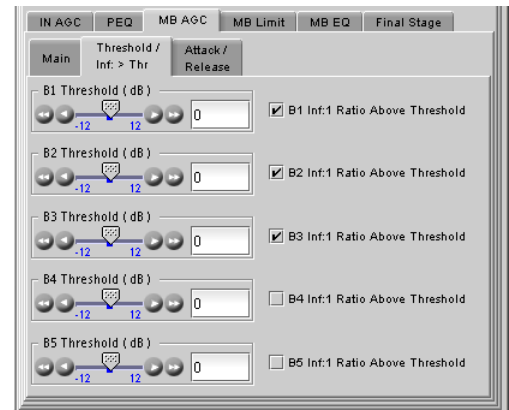 IN AGC PEQ MB AGC MB Limit MB EQ Final Stage
Main Threshold / Attack /
Inf: > Thr Release
B1 Threshold ( dB )
0 B1 Inf:1 Ratio Above Threshold
-12 12
B2 Threshold ( dB )
0 B2 Inf:1 Ratio Above Threshold
-12 12
B3 Threshold ( dB )
0 B3 Inf:1 Ratio Above Threshold
-12 12
B4 Threshold ( dB )
0 B4 Inf:1 Ratio Above Threshold
-12 12
B5 Threshold ( dB )
0 B5 Inf:1 Ratio Above Threshold
-12 12